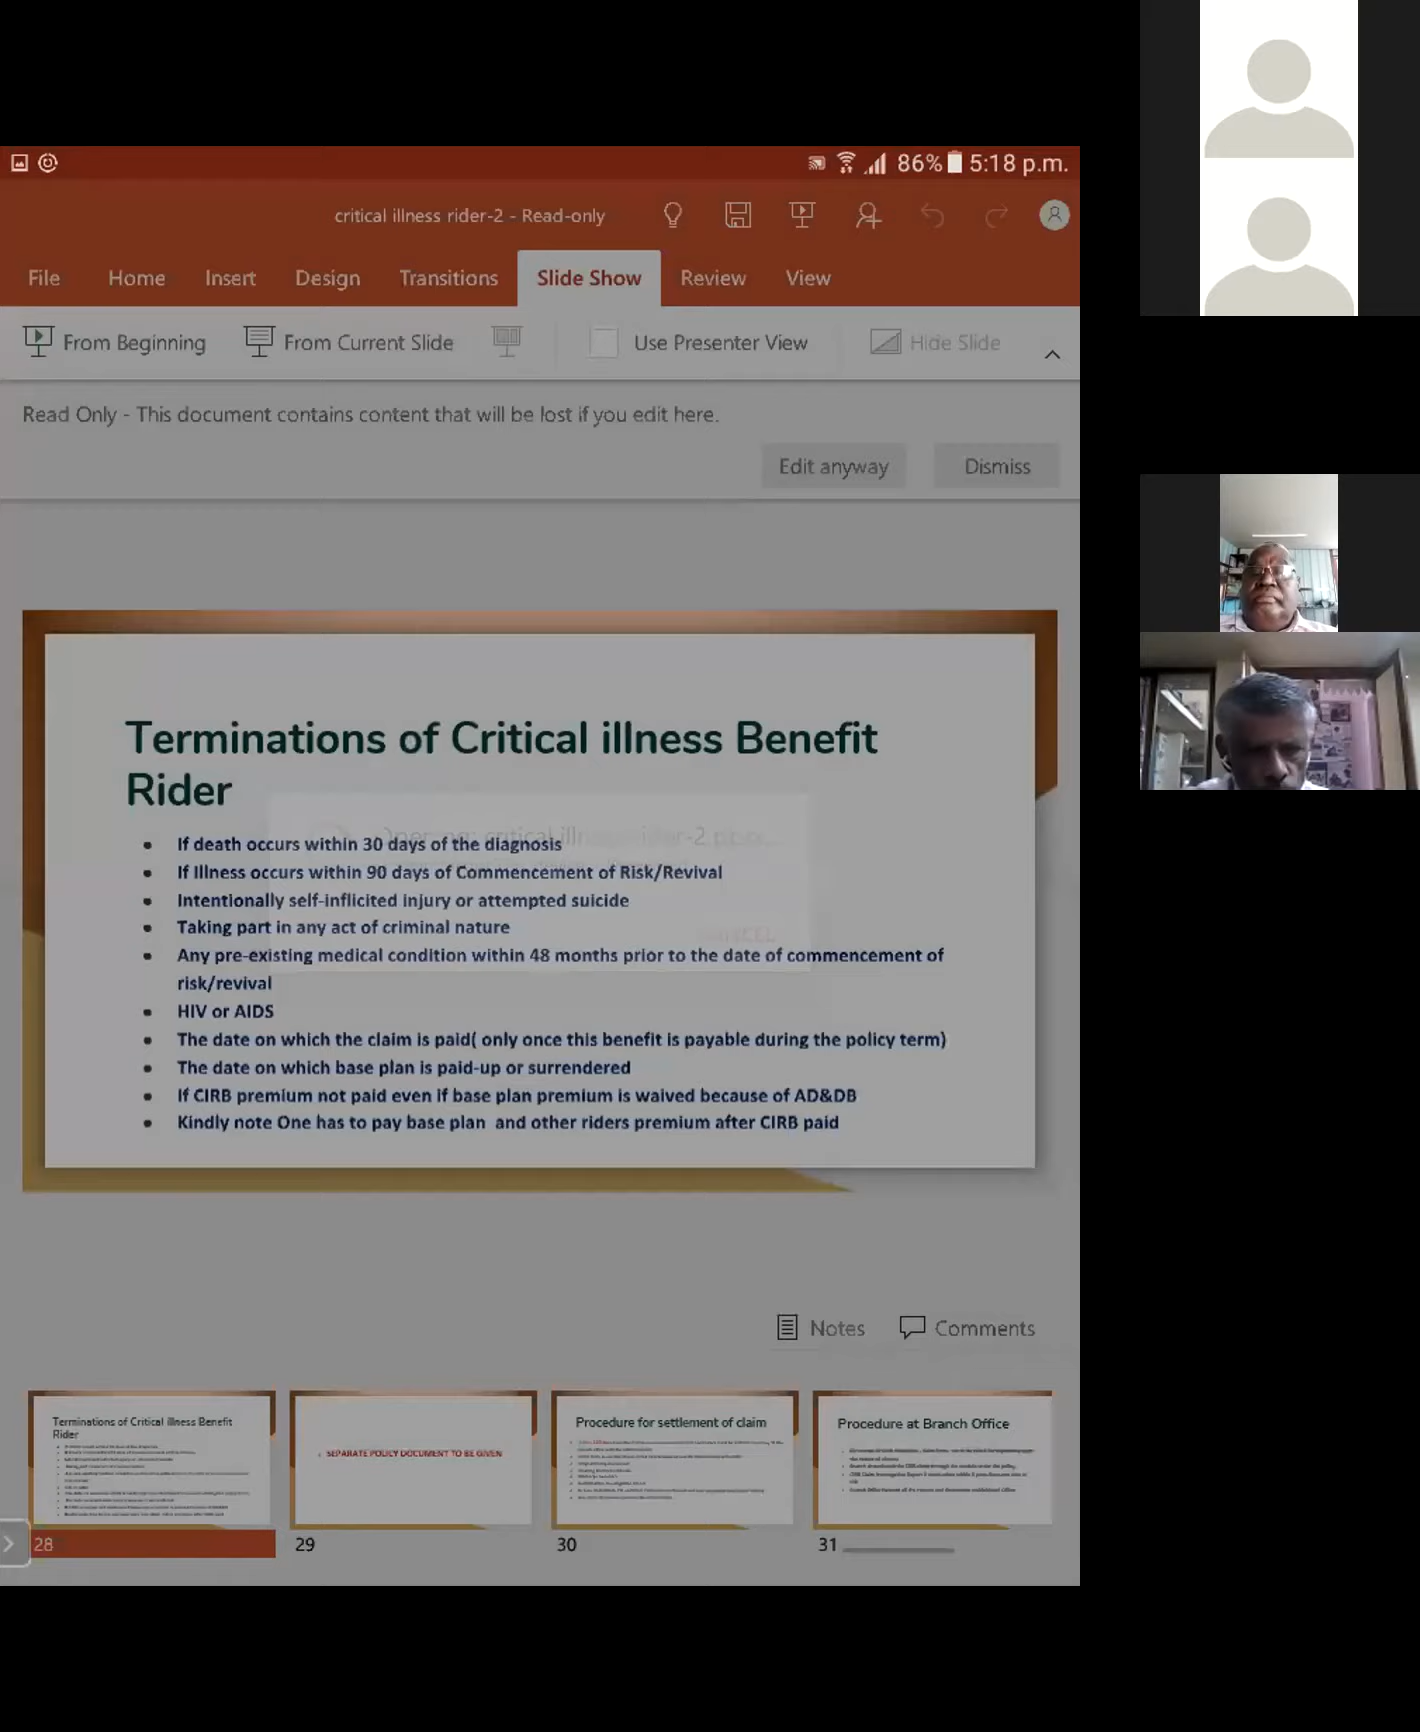 86% 5:18 p.m.
critical illness rider-2 - Read-only
File Home Insert Design Transitions Slide Show Review View
From Beginning From Current Slide Use Presenter View Hide Slide
Read Only - This document contains content that will be lost if you edit here.
Edit anyway Dismiss
Terminations of Critical illness Benefit
Rider
• If death occurs within 30 days of the diagnosis
• If Illness occurs within 90 days of Commencement of Risk/Revival
• Intentionally self-inflicited injury or attempted suicide
• Taking part in any act of criminal nature
• Any pre-existing medical condition within 48 months prior to the date of commencement of
risk/revival
• HIV or AIDS
• The date on which the claim is paid( only once this benefit is payable during the policy term)
• The date on which base plan is paid-up or surrendered
• If CIRB premium not paid even if base plan premium is waived because of AD&DB
• Kindly note One has to pay base plan and other riders premium after CIRB paid
Notes Comments
Terminations of Critical illness Benefit
Rider
SEPARATE POLICY DOCUMENT TO BE GIVEN
Procedure for settlement of claim
Procedure at Branch Office
28 29 30 31